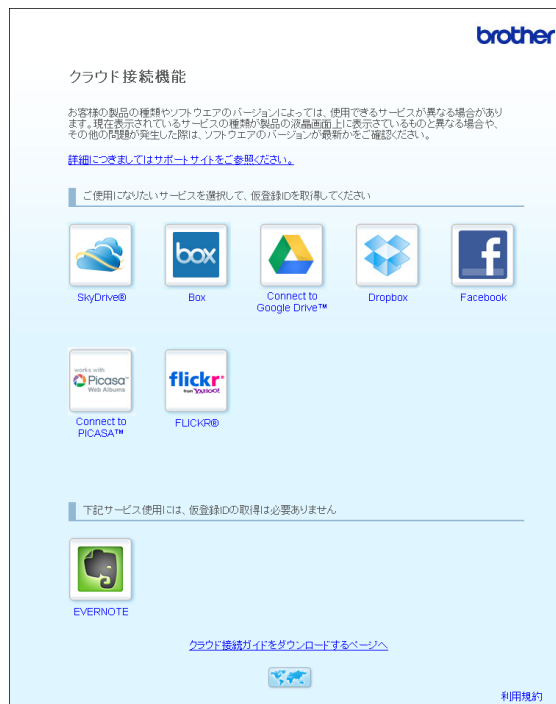 brother
クラウド接続機能
お客様の製品の種類やソフトウエアのバージョンによっては、使用できるサービスが異なる場合があり
ます。現在表示されているサービスの種類が製品の液晶画面上に表示されているものと異なる場合や、
その他の問題が発生した際は、ソフトウエアのバージョンが最新かをご確認ください。
詳細につきましてはサポートサイトをご参照ください。
ご使用になりたいサービスを選択して、仮登録IDを取得してください
box
SkyDrive®
Box
Connect to
Google Drive™
Dropbox
Facebook
works with
Picasa™
Web Albums
flickr
from YAHOO!
Connect to
PICASA™
FLICKR®
下記サービス使用には、仮登録IDの取得は必要ありません
EVERNOTE
クラウド接続ガイドをダウンロードするページへ
利用規約